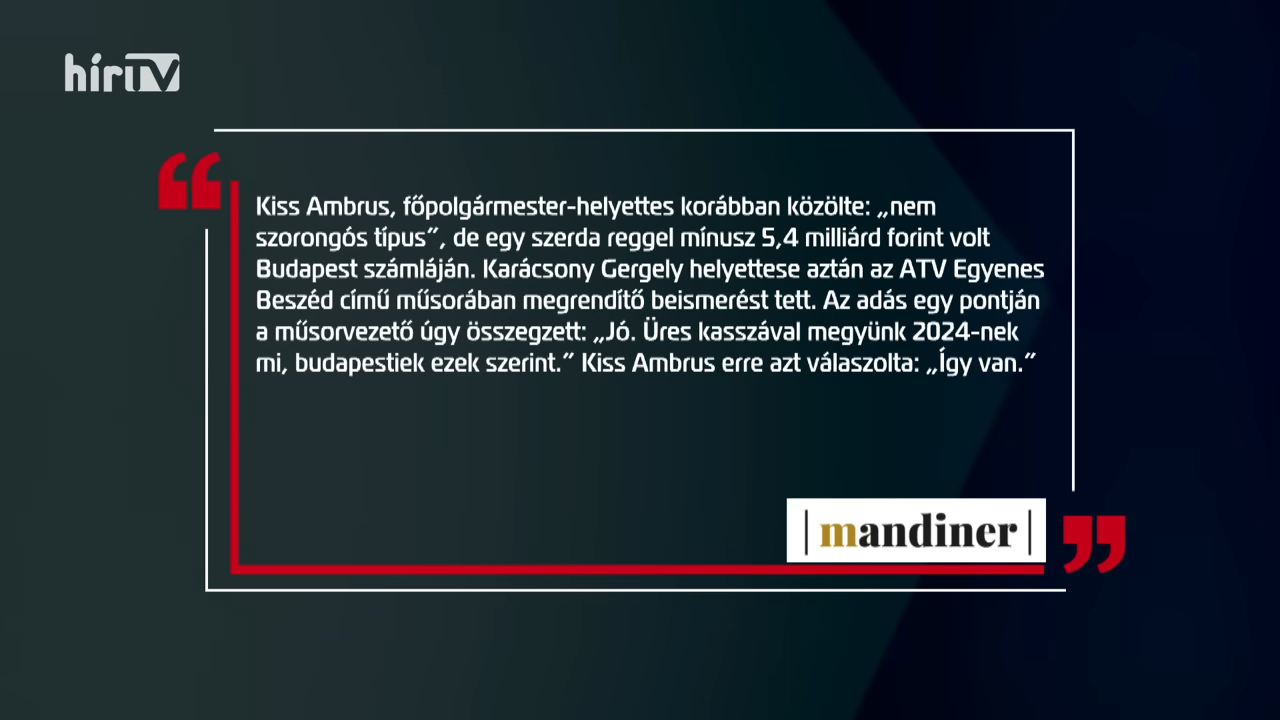 hírTV
Kiss Ambrus, főpolgármester-helyettes korábban közölte: „nem
szorongós típus”, de egy szerda reggel mínusz 5,4 milliárd forint volt
Budapest számláján. Karácsony Gergely helyettese aztán az ATV Egyenes
Beszéd című műsorában megrendítő beismerést tett. Az adás egy pontján
a műsorvezető úgy összegzett: „Jó. Üres kasszával megyünk 2024-nek
mi, budapestiek ezek szerint.” Kiss Ambrus erre azt válaszolta: „Így van.”
| mandiner |